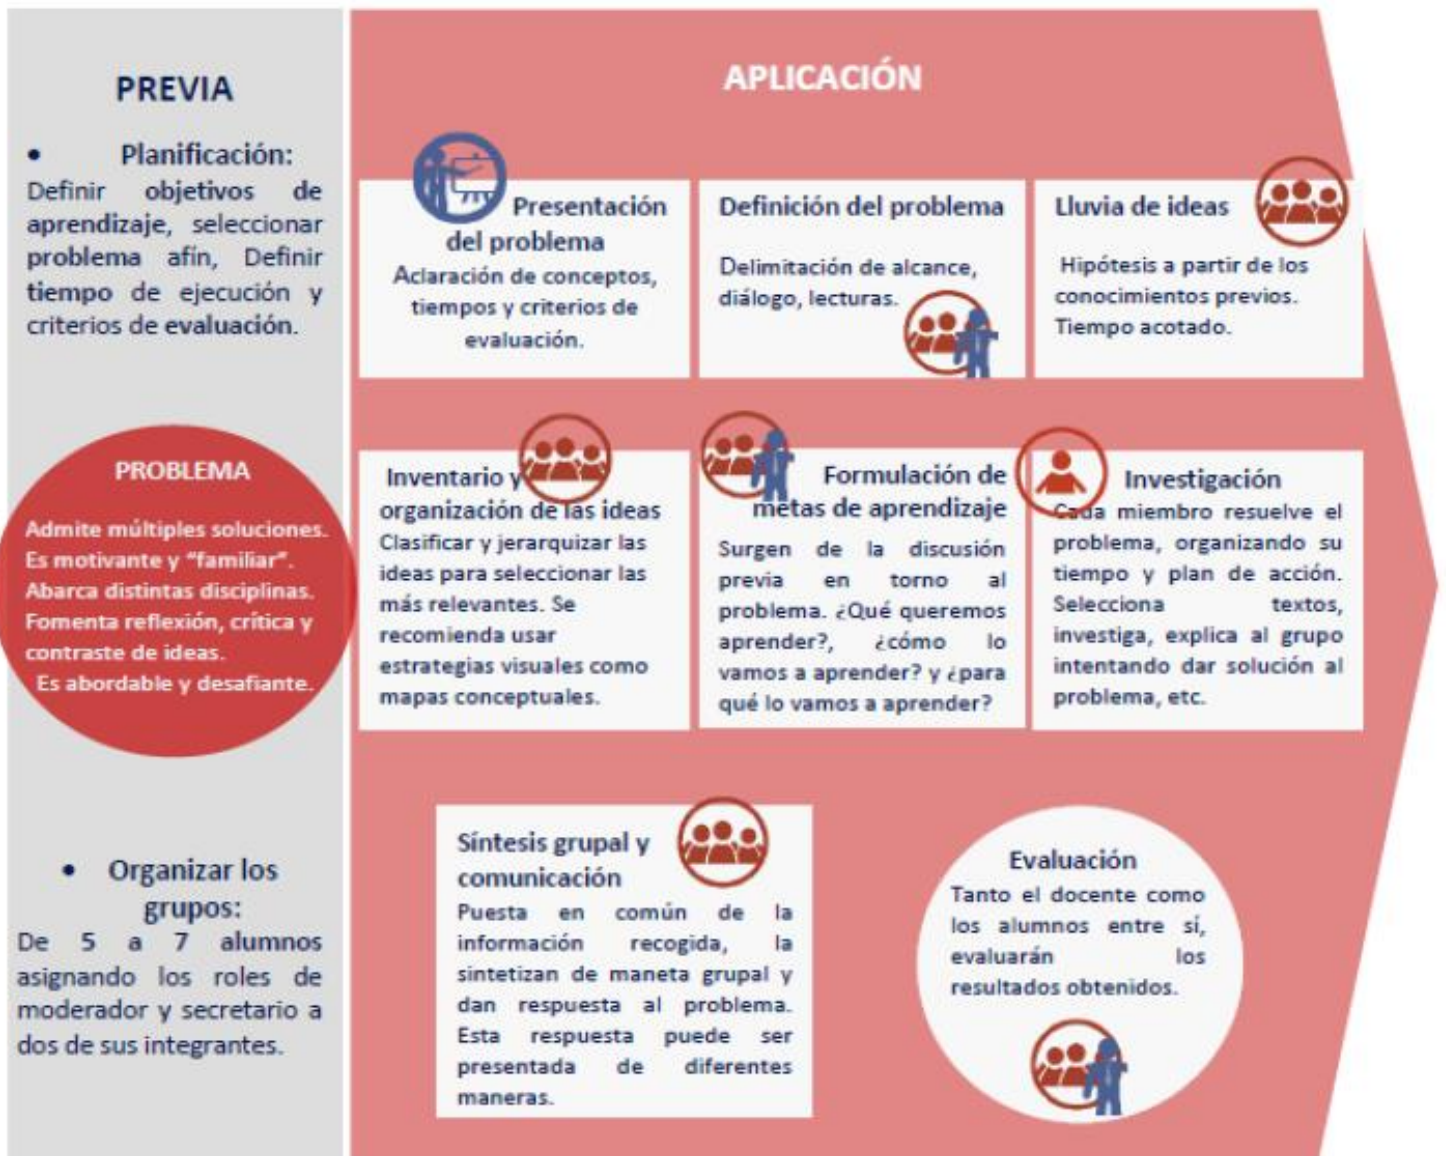 PREVIA
• Planificación:
Definir objetivos de
aprendizaje, seleccionar
problema afín, Definir
tiempo de ejecución y
criterios de evaluación.
PROBLEMA
Admite múltiples soluciones.
Es motivante y “familiar”.
Abarca distintas disciplinas.
Fomenta reflexión, crítica y
contraste de ideas.
Es abordable y desafiante.
• Organizar los
grupos:
De 5 a 7 alumnos
asignando los roles de
moderador y secretario a
dos de sus integrantes.
APLICACIÓN
Presentación
del problema
Aclaración de conceptos,
tiempos y criterios de
evaluación.
Definición del problema
Delimitación de alcance,
diálogo, lecturas.
Lluvia de ideas
Hipótesis a partir de los
conocimientos previos.
Tiempo acotado.
Inventario y
organización de las ideas
Clasificar y jerarquizar las
ideas para seleccionar las
más relevantes. Se
recomienda usar
estrategias visuales como
mapas conceptuales.
Formulación de
metas de aprendizaje
Surgen de la discusión
previa en torno al
problema. ¿Qué queremos
aprender?, ¿cómo lo
vamos a aprender? y ¿para
qué lo vamos a aprender?
Investigación
Cada miembro resuelve el
problema, organizando su
tiempo y plan de acción.
Selecciona textos,
investiga, explica al grupo
intentando dar solución al
problema, etc.
Síntesis grupal y
comunicación
Puesta en común de la
información recogida, la
sintetizan de maneta grupal y
dan respuesta al problema.
Esta respuesta puede ser
presentada de diferentes
maneras.
Evaluación
Tanto el docente como
los alumnos entre sí,
evaluarán los
resultados obtenidos.